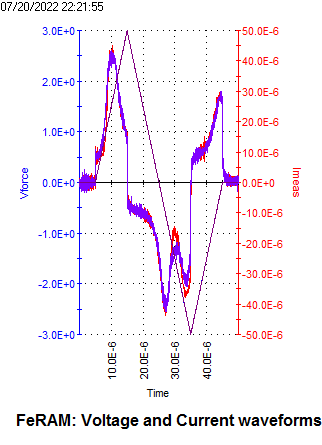 07/20/2022 22:21:55
3.0E+0
2.0E+0
1.0E+0
0.0E+0
-1.0E+0
-2.0E+0
-3.0E+0
Vforce
50.0E-6
40.0E-6
30.0E-6
20.0E-6
10.0E-6
0.0E+0
-10.0E-6
-20.0E-6
-30.0E-6
-40.0E-6
-50.0E-6
Imeas
10.0E-6
20.0E-6
30.0E-6
40.0E-6
Time
FeRAM: Voltage and Current waveforms